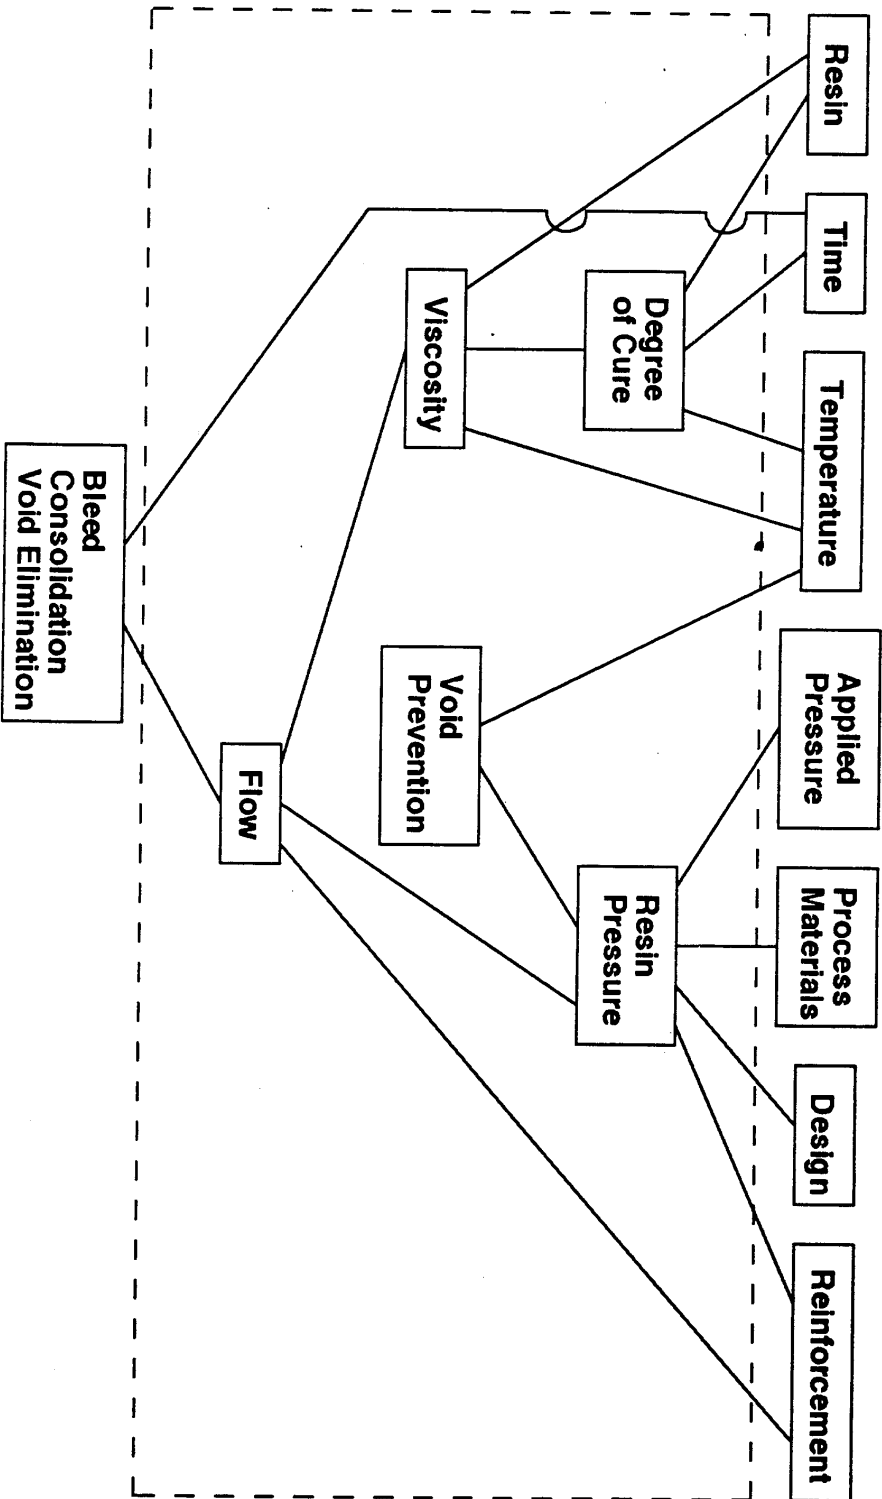 Resin
Time
Temperature
Applied
Pressure
Process
Materials
Design
Reinforcement
Degree
of Cure
Resin
Pressure
Viscosity
Void
Prevention
Flow
Bleed
Consolidation
Void Elimination